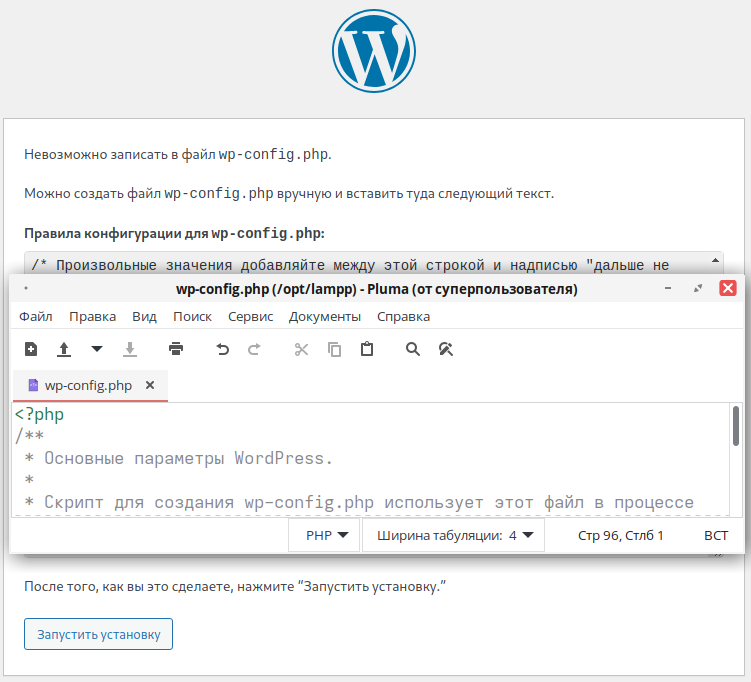 Невозможно записать в файл wp-config.php.
Можно создать файл wp-config.php вручную и вставить туда следующий текст.
Правила конфигурации для wp-config.php:
/* Произвольные значения добавляйте между этой строкой и надписью "дальше не
wp-config.php (/opt/lampp) - Pluma (от суперпользователя)
Файл Правка Вид Поиск Сервис Документы Справка
wp-config.php
<?php
/**
* Основные параметры WordPress.
*
* Скрипт для создания wp-config.php использует этот файл в процессе
PHP Ширина табуляции: 4 Стр 96, Стлб 1 ВСТ
После того, как вы это сделаете, нажмите “Запустить установку.”
Запустить установку